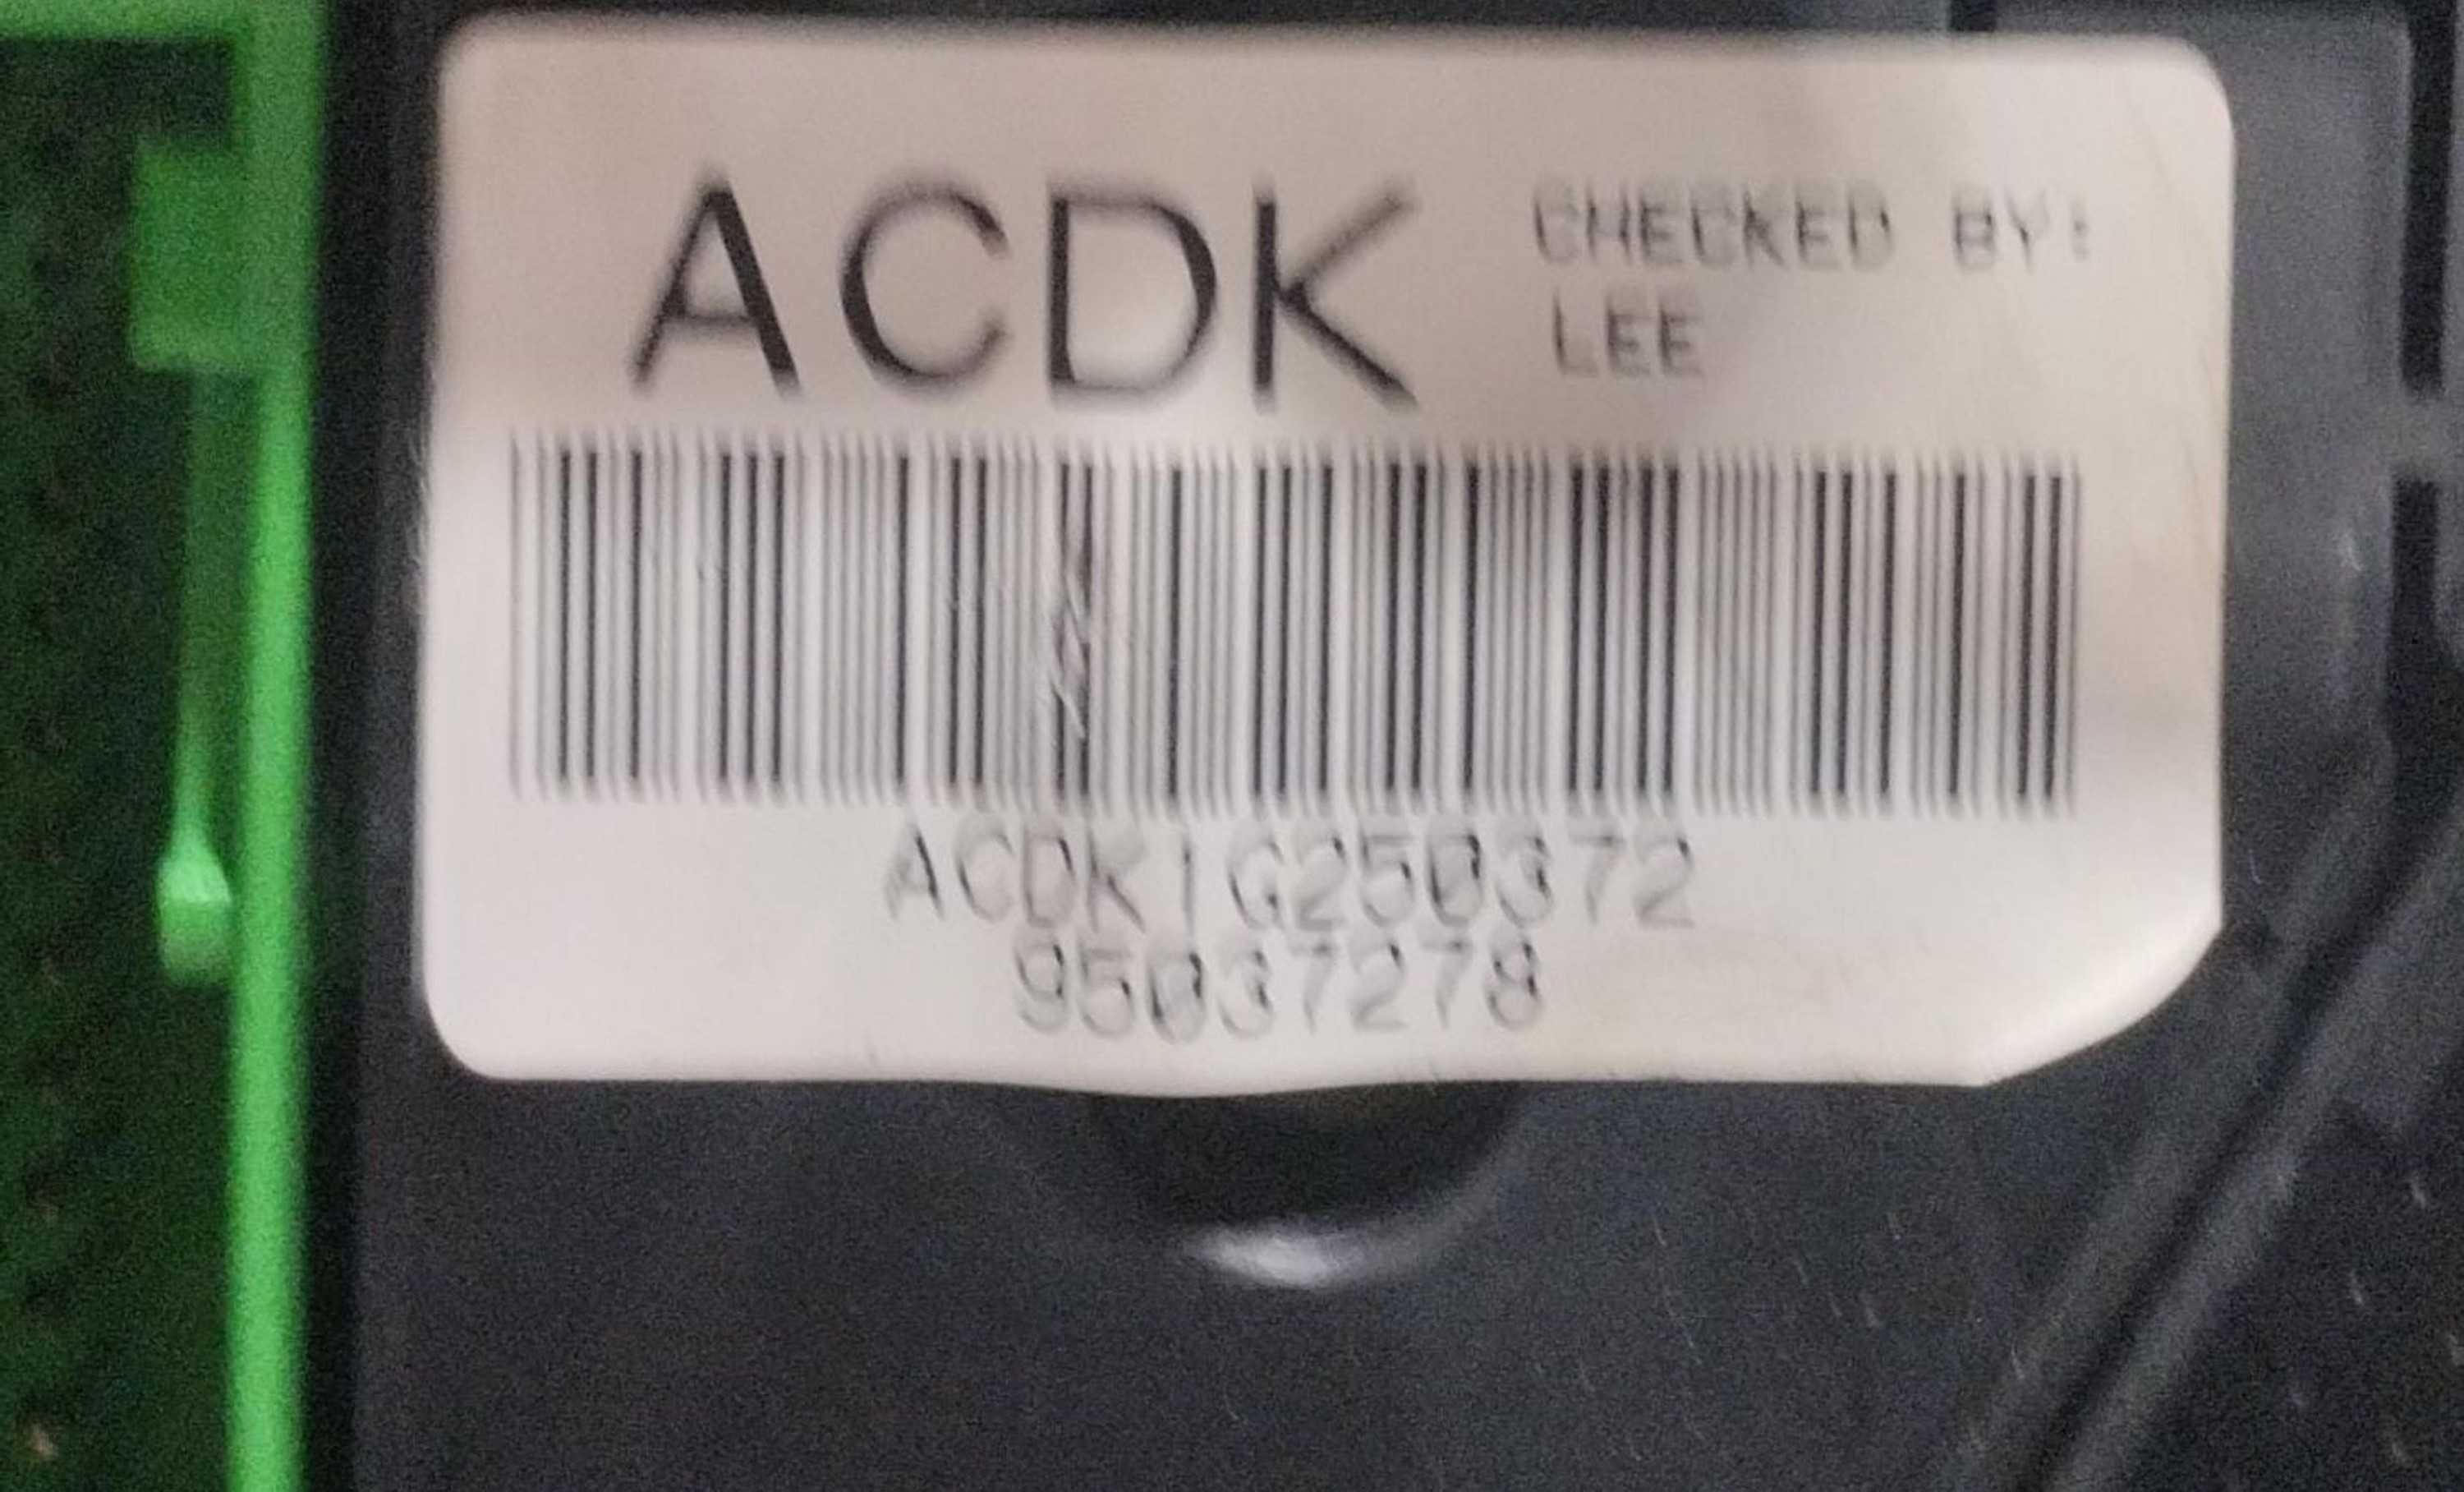 ACDK
CHECKED BY:
LEE
ACDK1G250372
95037278